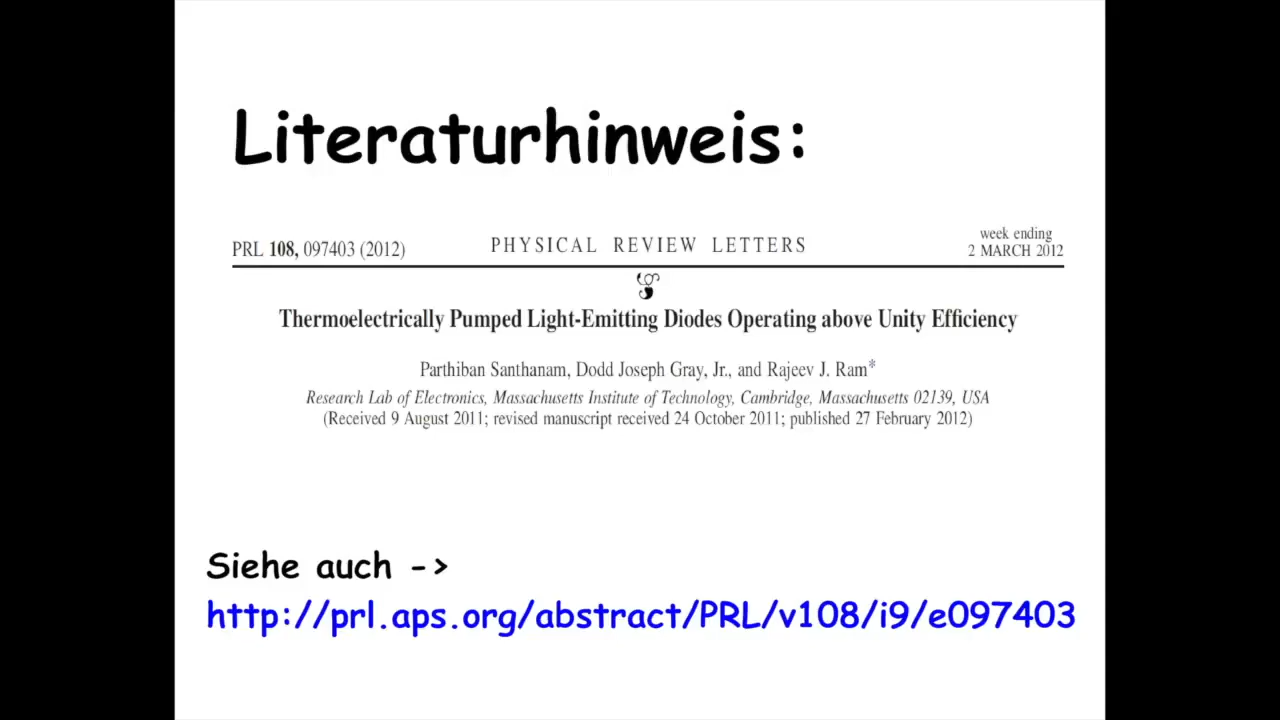 Literaturhinweis:
PRL 108, 097403 (2012)
PHYSICAL REVIEW LETTERS
week ending
2 MARCH 2012
Thermoelectrically Pumped Light-Emitting Diodes Operating above Unity Efficiency
Parthiban Santhanam, Dodd Joseph Gray, Jr., and Rajeev J. Ram*
Research Lab of Electronics, Massachusetts Institute of Technology, Cambridge, Massachusetts 02139, USA
(Received 9 August 2011; revised manuscript received 24 October 2011; published 27 February 2012)
Siehe auch ->
http://prl.aps.org/abstract/PRL/v108/i9/e097403